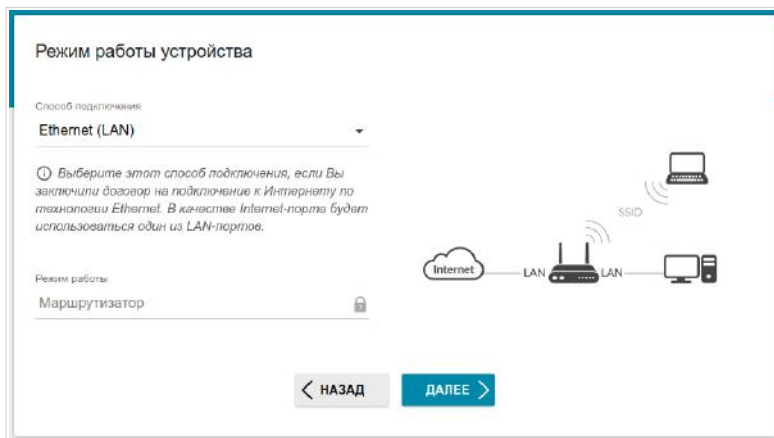 Режим работы устройства
Способ подключения
Ethernet (LAN)
Выберите этот способ подключения, если Вы
заключили договор на подключение к Интернету по
технологии Ethernet. В качестве Internet-порта будет
использоваться один из LAN-портов.
SSID
Internet
LAN
LAN
Режим работы
Маршрутизатор
НАЗАД
ДАЛЕЕ